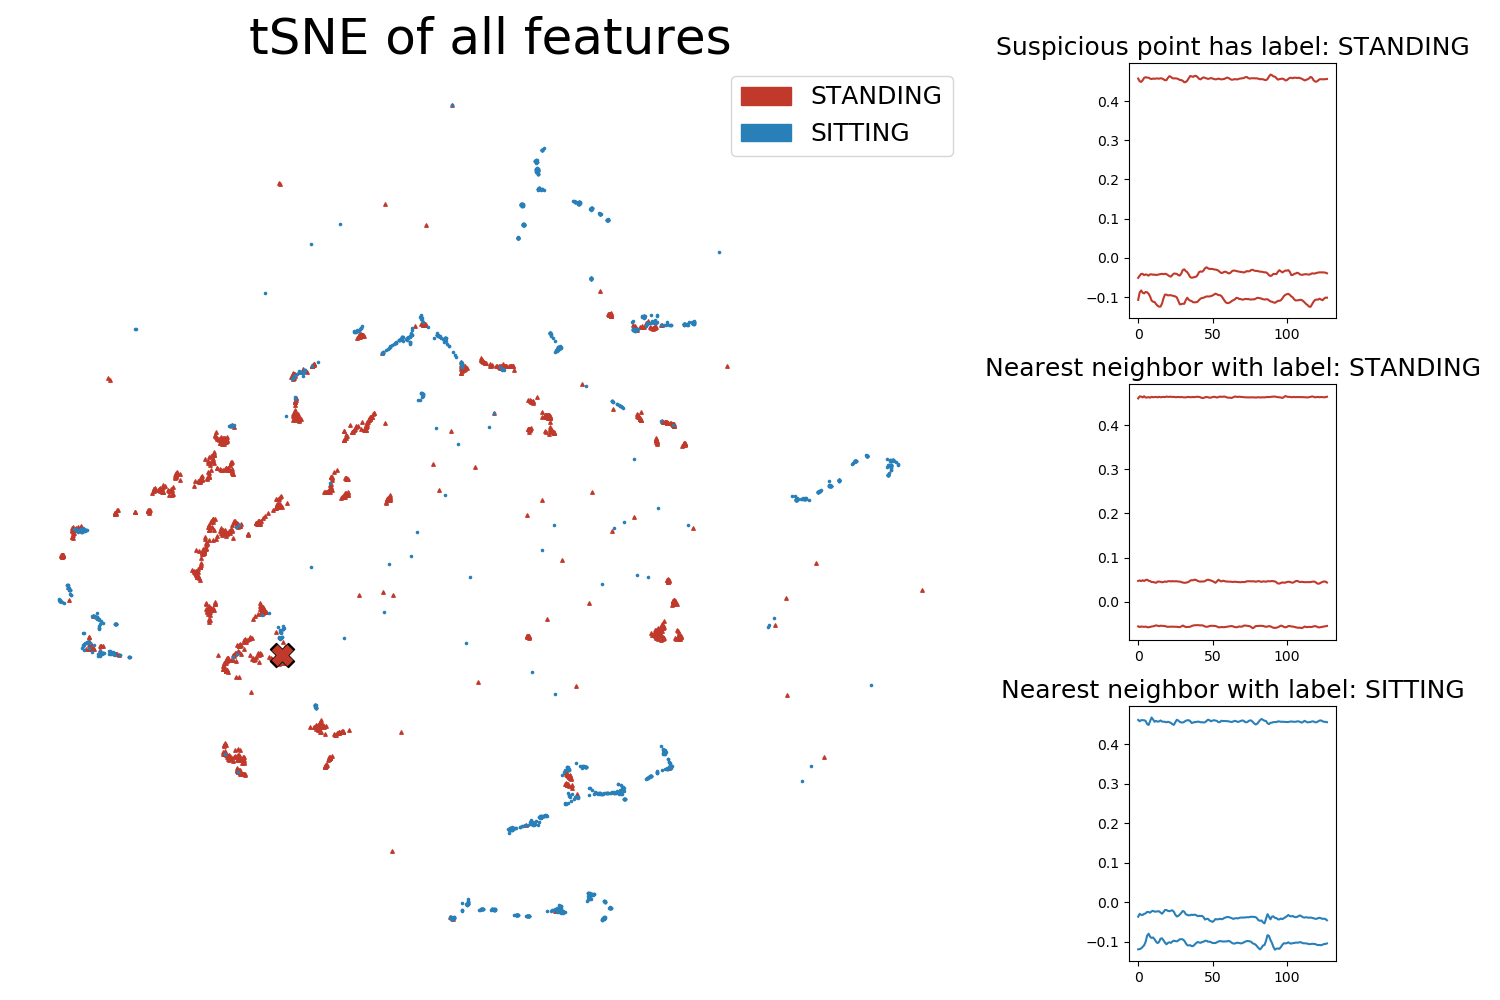 tSNE of all features
STANDING
SITTING
Suspicious point has label: STANDING
0.4
0.3
0.2
0.1
0.0
−0.1
0 50 100
Nearest neighbor with label: STANDING
0.4
0.3
0.2
0.1
0.0
0 50 100
Nearest neighbor with label: SITTING
0.4
0.3
0.2
0.1
0.0
−0.1
0 50 100